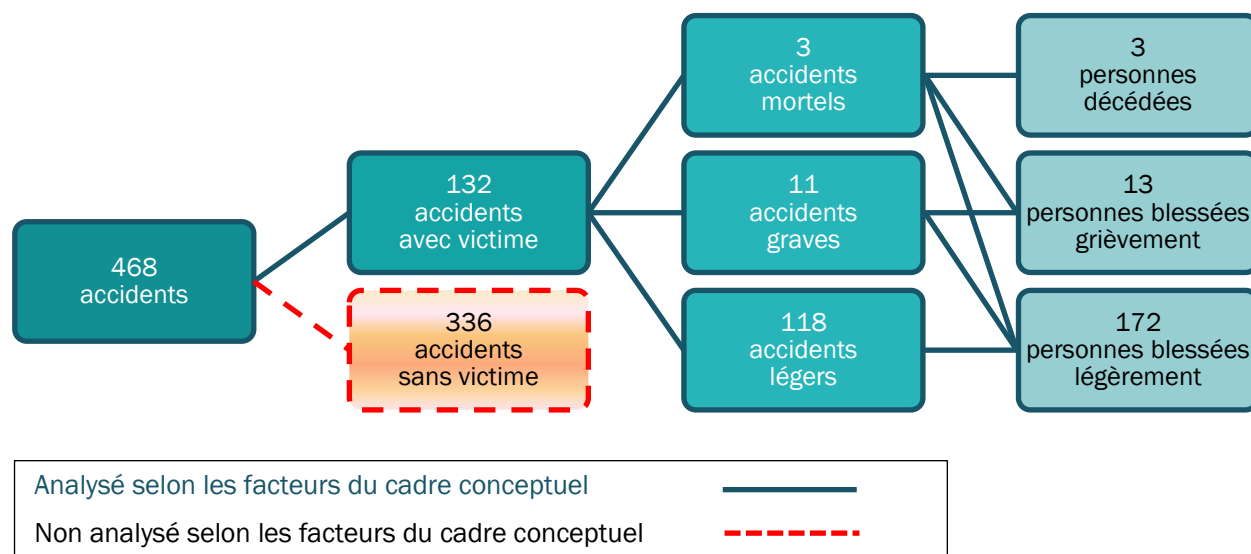 468
accidents
132
accidents
avec victime
336
accidents
sans victime
3
accidents
mortels
11
accidents
graves
118
accidents
légers
3
personnes
décédées
13
personnes blessées
grièvement
172
personnes blessées
légèrement
Analysé selon les facteurs du cadre conceptuel
Non analysé selon les facteurs du cadre conceptuel